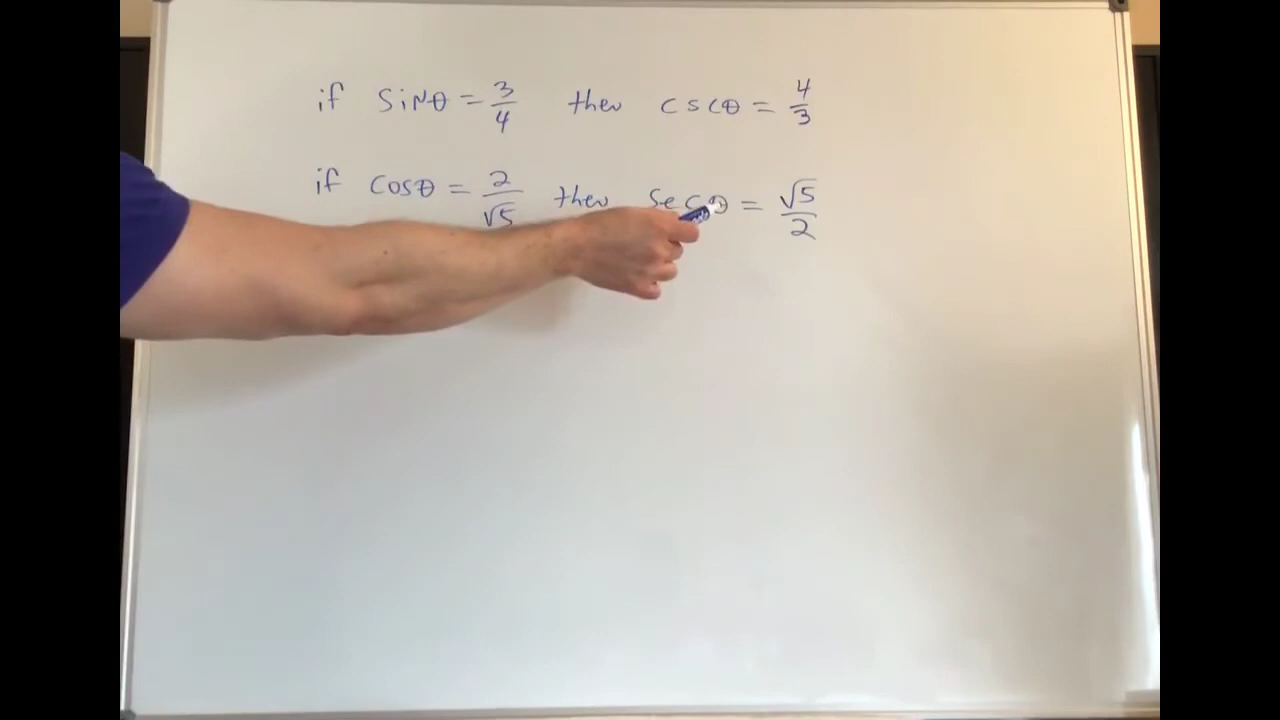 if sinθ = 3/4 then cscθ = 4/3
if cosθ = 2/√5 then secθ = √5/2